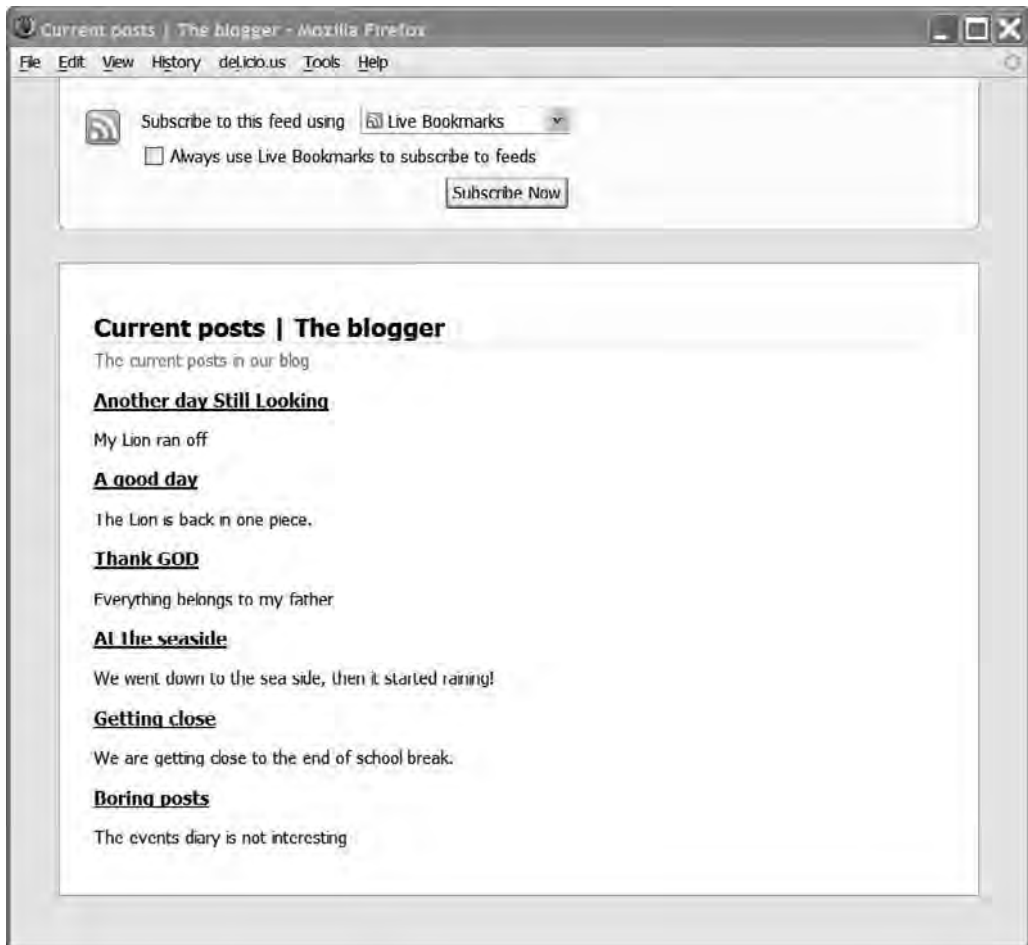 Current posts | The blogger - Mozilla Firefox
File Edit View History del.icio.us Tools Help
Subscribe to this feed using Live Bookmarks
Always use Live Bookmarks to subscribe to feeds
Subscribe Now
Current posts | The blogger
The current posts in our blog
Another day Still Looking
My Lion ran off
A good day
The Lion is back in one piece.
Thank GOD
Everything belongs to my father
At the seaside
We went down to the sea side, then it started raining!
Getting close
We are getting close to the end of school break.
Boring posts
The events diary is not interesting